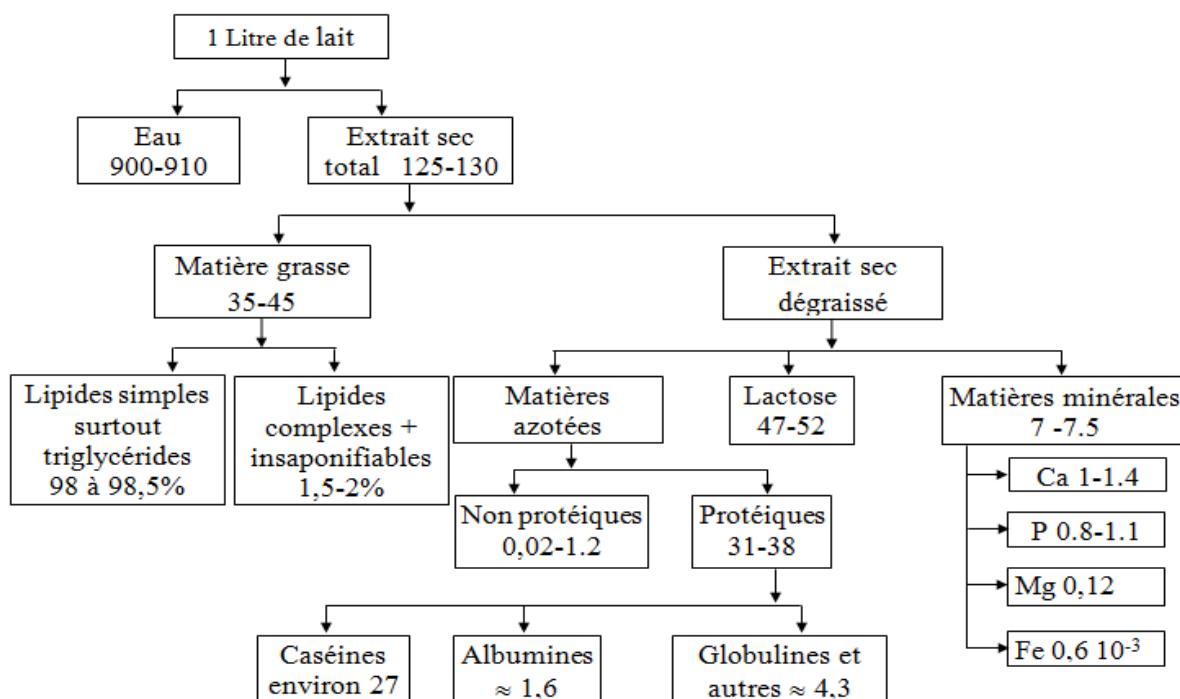 1 Litre de lait
Eau
900-910
Extrait sec
total 125-130
Matière grasse
35-45
Extrait sec
dégraissé
Lipides simples
surtout
triglycérides
98 à 98,5%
Lipides
complexes +
insaponifiables
1,5-2%
Matières
azotées
Lactose
47-52
Matières minérales
7 -7.5
Ca 1-1.4
P 0.8-1.1
Mg 0,12
Fe 0,6 10⁻³
Non protéiques
0,02-1.2
Protéiques
31-38
Caséines
environ 27
Albumines
≈ 1,6
Globulines et
autres ≈ 4,3